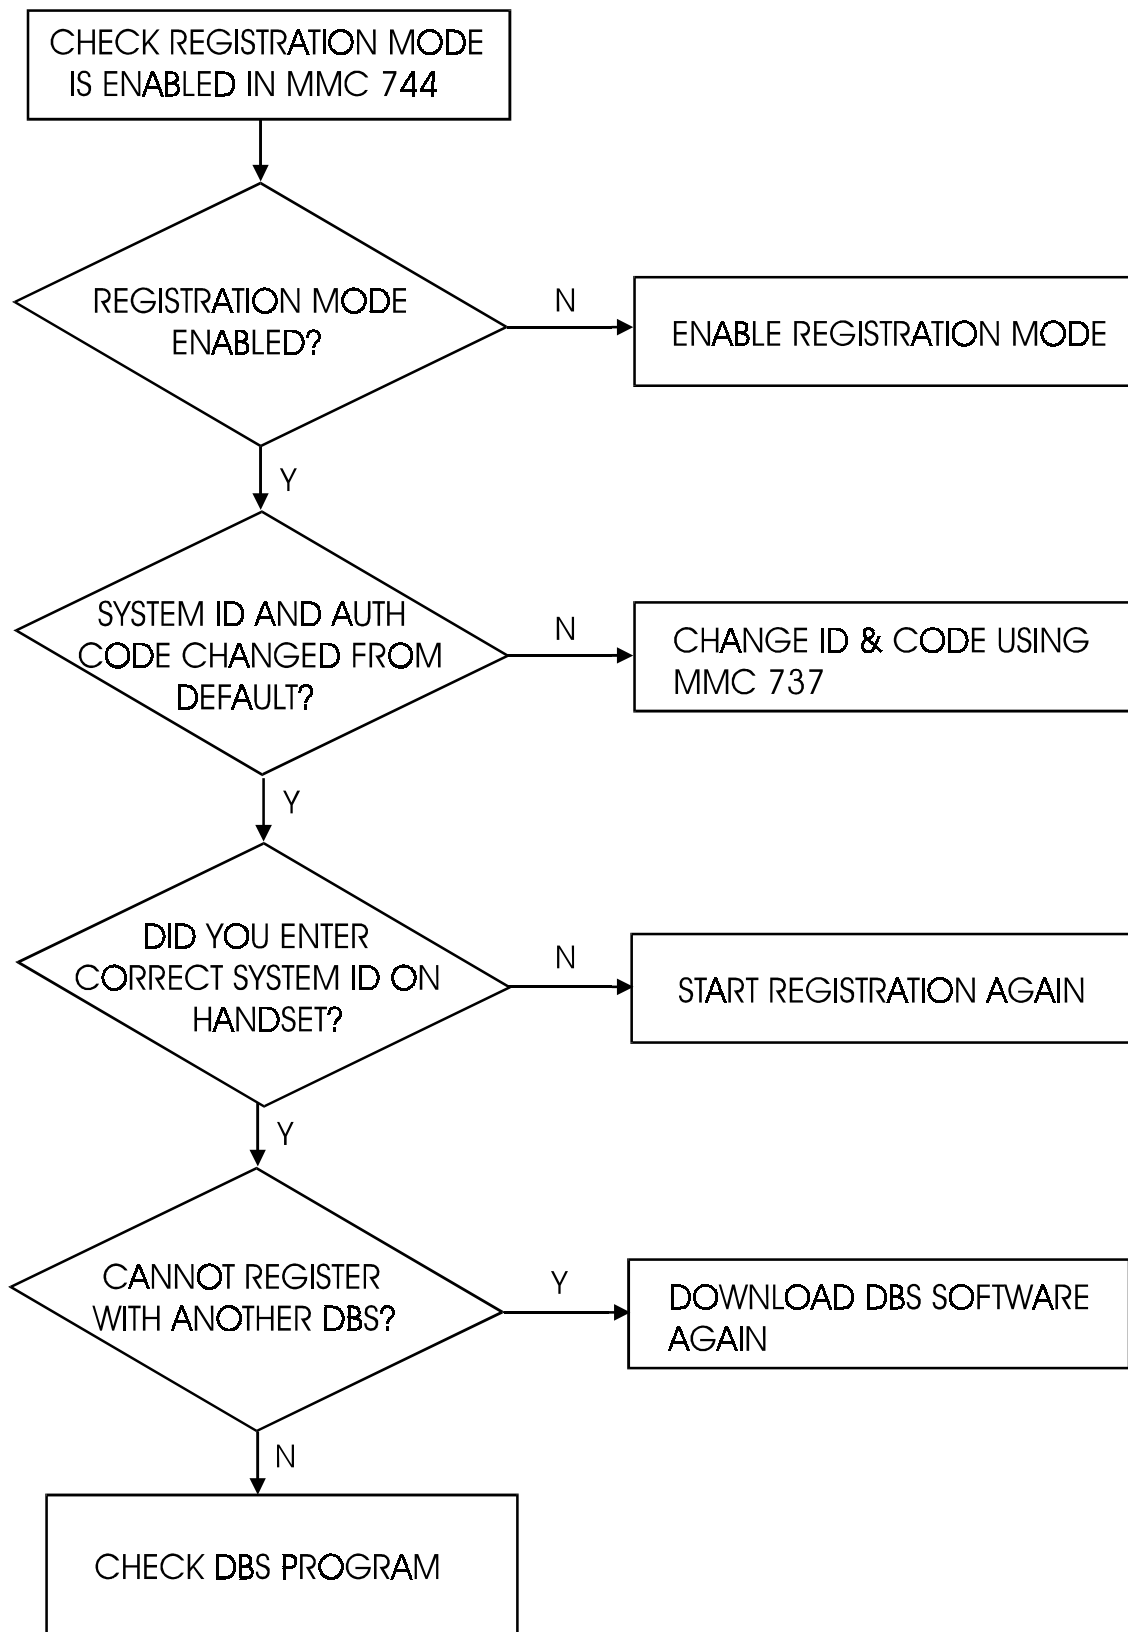 CHECK REGISTRATION MODE
IS ENABLED IN MMC 744
REGISTRATION MODE
ENABLED?
N
ENABLE REGISTRATION MODE
Y
SYSTEM ID AND AUTH
CODE CHANGED FROM
DEFAULT?
N
CHANGE ID & CODE USING
MMC 737
Y
DID YOU ENTER
CORRECT SYSTEM ID ON
HANDSET?
N
START REGISTRATION AGAIN
Y
CANNOT REGISTER
WITH ANOTHER DBS?
Y
DOWNLOAD DBS SOFTWARE
AGAIN
N
CHECK DBS PROGRAM